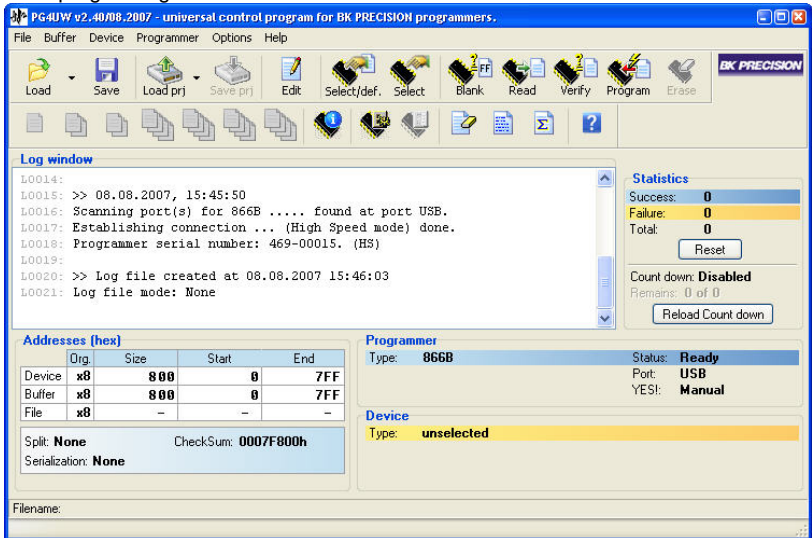 PG4UW v2.40/08.2007 - universal control program for BK PRECISION programmers.
File Buffer Device Programmer Options Help
Load Save Load prj Save prj Edit Select/def. Select Blank Read Verify Program Erase
BK PRECISION
Log window
L0014:
L0015: >> 08.08.2007, 15:45:50
L0016: Scanning port(s) for 866B ..... found at port USB.
L0017: Establishing connection ... (High Speed mode) done.
L0018: Programmer serial number: 469-00015. (HS)
L0019:
L0020: >> Log file created at 08.08.2007 15:46:03
L0021: Log file mode: None
Statistics
Success: 0
Failure: 0
Total: 0
Reset
Count down: Disabled
Remains: 0 of 0
Reload Count down
Addresses (hex)
Org. Size Start End
Device x8 800 0 7FF
Buffer x8 800 0 7FF
File x8 - - -
Split: None CheckSum: 0007F800h
Serialization: None
Programmer
Type: 866B Status: Ready
Port: USB
YES!: Manual
Device
Type: unselected
Filename: